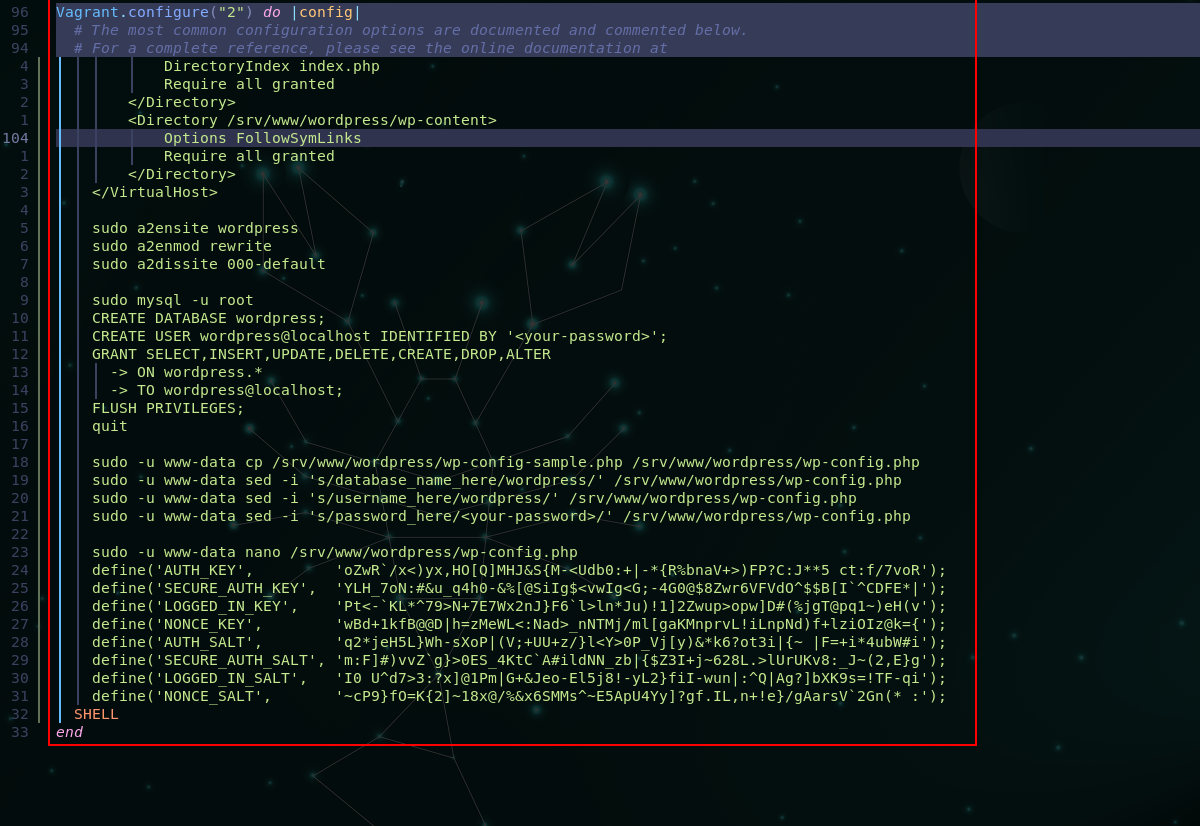 96 Vagrant.configure("2") do |config|
95 # The most common configuration options are documented and commented below.
94 # For a complete reference, please see the online documentation at
4 DirectoryIndex index.php
3 Require all granted
2 </Directory>
1 <Directory /srv/www/wordpress/wp-content>
104 Options FollowSymLinks
1 Require all granted
2 </Directory>
3 </VirtualHost>
4
5 sudo a2ensite wordpress
6 sudo a2enmod rewrite
7 sudo a2dissite 000-default
8
9 sudo mysql -u root
10 CREATE DATABASE wordpress;
11 CREATE USER wordpress@localhost IDENTIFIED BY '<your-password>';
12 GRANT SELECT,INSERT,UPDATE,DELETE,CREATE,DROP,ALTER
13 -> ON wordpress.*
14 -> TO wordpress@localhost;
15 FLUSH PRIVILEGES;
16 quit
17
18 sudo -u www-data cp /srv/www/wordpress/wp-config-sample.php /srv/www/wordpress/wp-config.php
19 sudo -u www-data sed -i 's/database_name_here/wordpress/' /srv/www/wordpress/wp-config.php
20 sudo -u www-data sed -i 's/username_here/wordpress/' /srv/www/wordpress/wp-config.php
21 sudo -u www-data sed -i 's/password_here/<your-password>/' /srv/www/wordpress/wp-config.php
22
23 sudo -u www-data nano /srv/www/wordpress/wp-config.php
24 define('AUTH_KEY', 'oZwR`/x<)yx,HO[Q]MHJ&S{M-<Udb0:+|-*{R%bnaV+>)FP?C:J**5 ct:f/7voR');
25 define('SECURE_AUTH_KEY', 'YLH_7oN:#&u_q4h0-&%[@SiIg$<vwIg<G;-4G0@$8Zwr6VFVdO^$$B[I`^CDFE*|');
26 define('LOGGED_IN_KEY', 'Pt<-`KL*^79>N+7E7Wx2nJ}F6`l>ln*Ju)!1]2Zwup>opw]D#(%jgT@pq1~)eH(v');
27 define('NONCE_KEY', 'wBd+1kfB@@D|h=zMeWL<:Nad>_nNTMj/ml[gaKMnprvL!iLnpNd)f+lziOIz@k={');
28 define('AUTH_SALT', 'q2*jeH5L}Wh-sXoP|(V;+UU+z/}l<Y>0P_Vj[y)&*k6?ot3i|{~ |F=+i*4ubW#i');
29 define('SECURE_AUTH_SALT', 'm:F]#)vvZ`g}>0ES_4KtC`A#ildNN_zb|{$Z3I+j~628L.>lUrUKv8:_J~(2,E}g');
30 define('LOGGED_IN_SALT', 'I0 U^d7>3:?x]@1Pm|G+&Jeo-El5j8!-yL2}fiI-wun|:^Q|Ag?]bXK9s=!TF-qi');
31 define('NONCE_SALT', '~cP9}fO=K{2]~18x@/%&x6SMMs^~E5ApU4Yy]?gf.IL,n+!e}/gAarsV`2Gn(* :');
32 SHELL
33 end